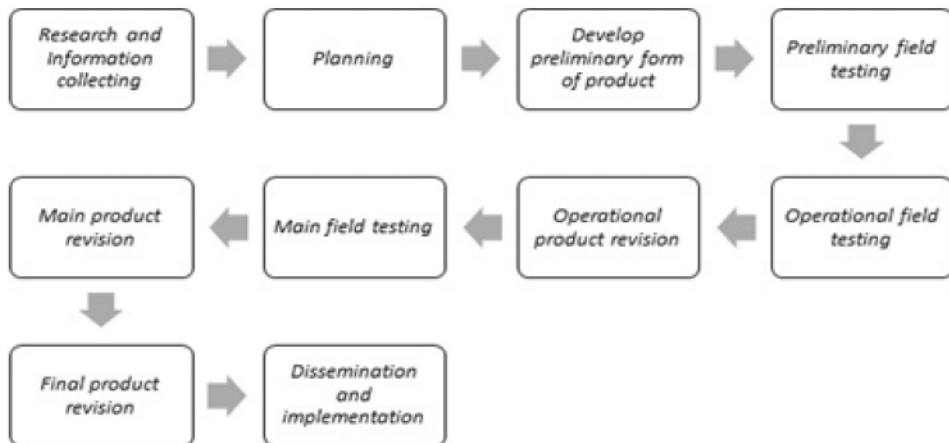 Research and
Information
collecting
Planning
Develop
preliminary form
of product
Preliminary field
testing
Operational field
testing
Operational
product revision
Main field testing
Main product
revision
Final product
revision
Dissemination
and
implementation